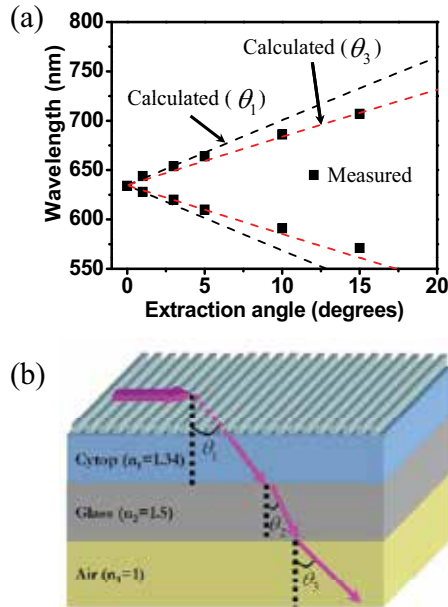 (a)
800
750
700
650
600
550
Wavelength (nm)
Calculated (θ₃)
Calculated (θ₁)
Measured
0 5 10 15 20
Extraction angle (degrees)
(b)
θ₁
Cytop (n₁=1.34)
Glass (n₂=1.5)
θ₂
Air (n₃=1)
θ₃